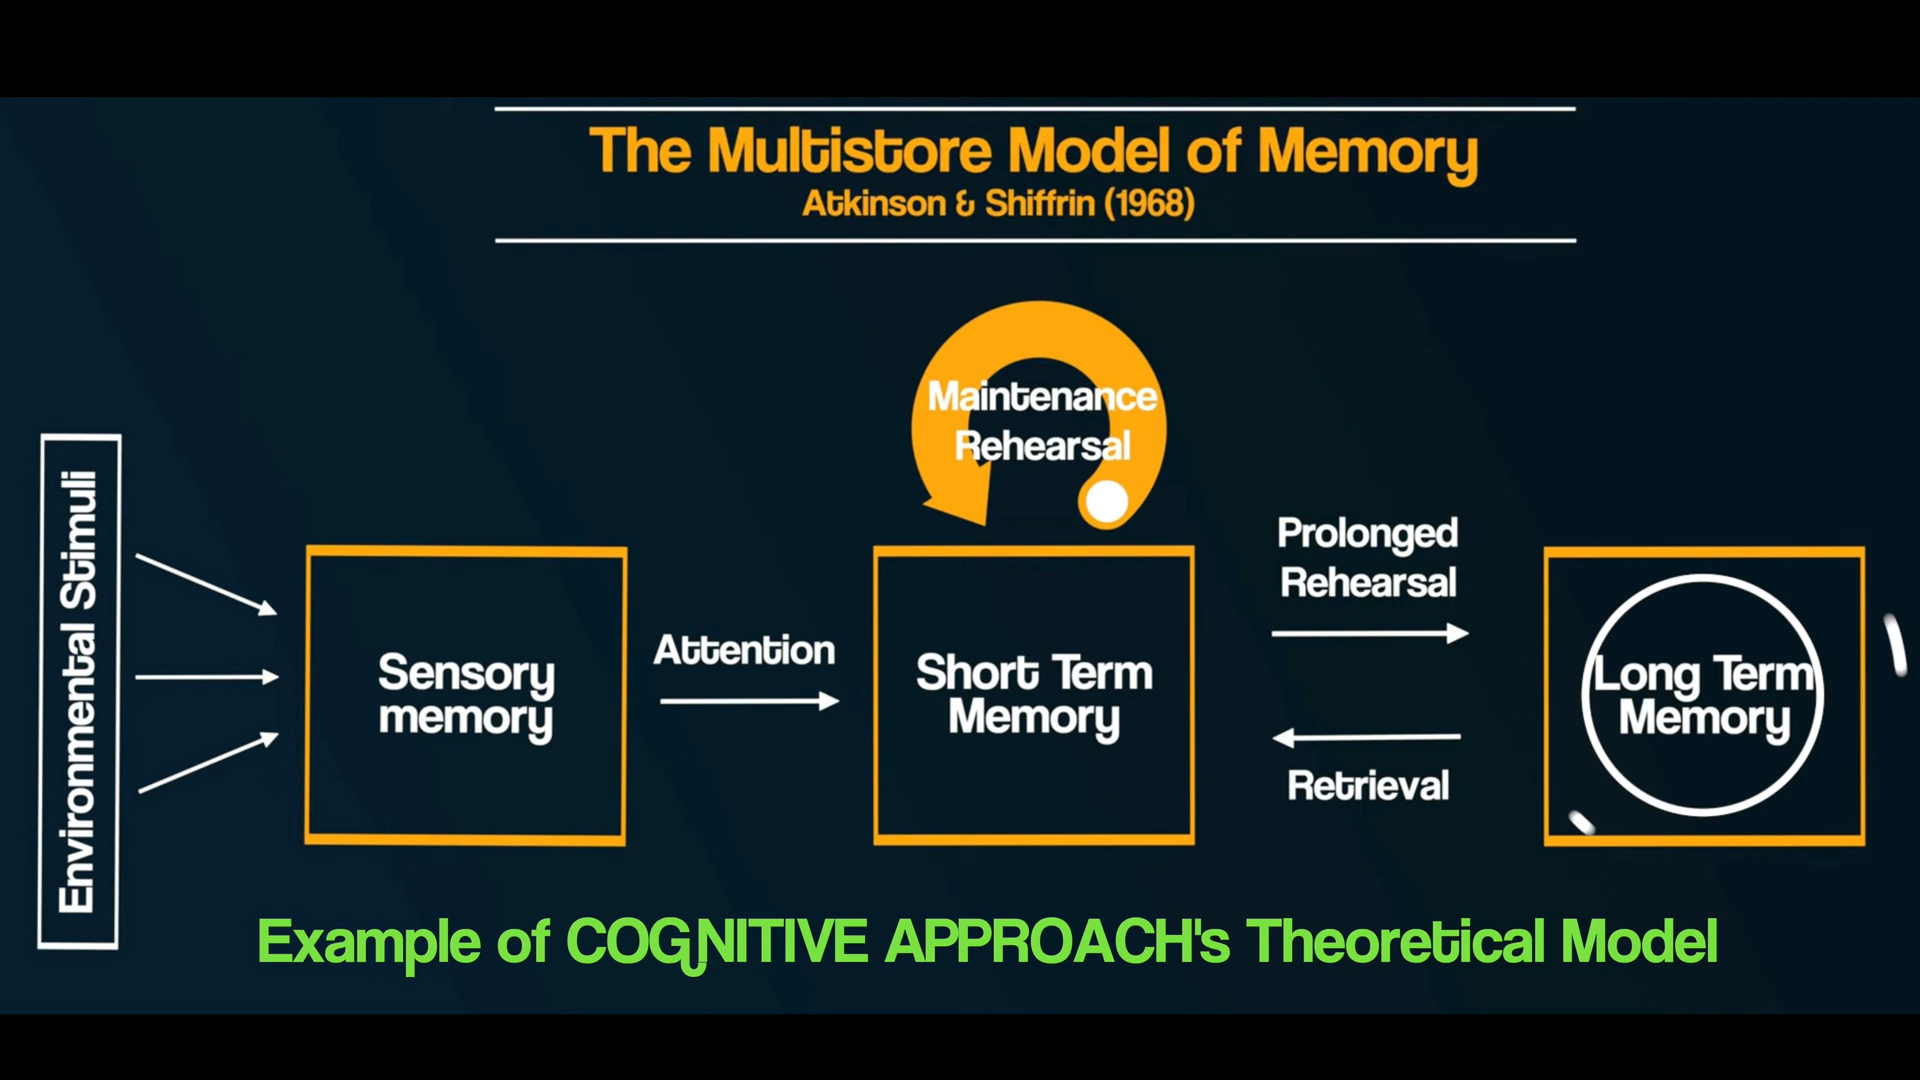 The Multistore Model of Memory
Atkinson & Shiffrin (1968)
Environmental Stimuli
Sensory
memory
Attention
Maintenance
Rehearsal
Short Term
Memory
Prolonged
Rehearsal
Retrieval
Long Term
Memory
Example of COGNITIVE APPROACH's Theoretical Model